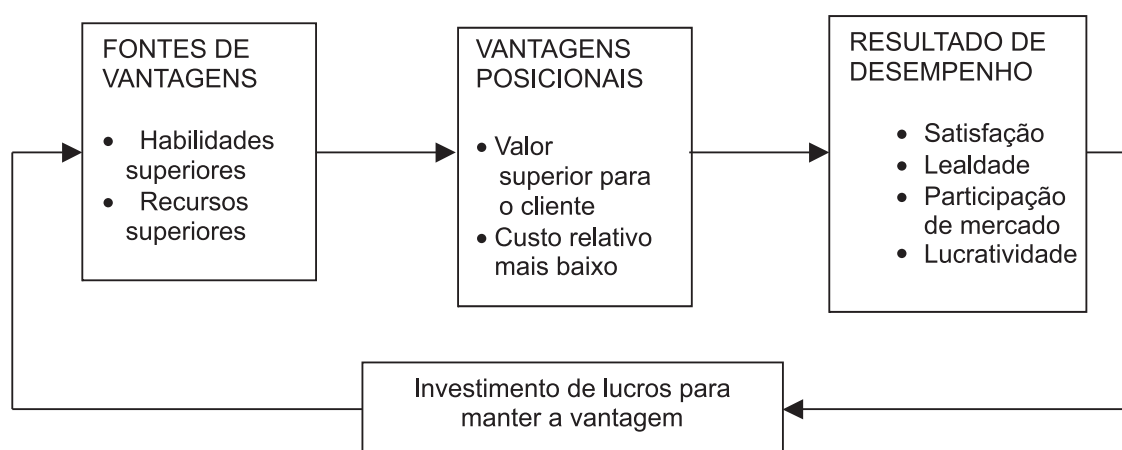 FONTES DE
VANTAGENS
• Habilidades
superiores
• Recursos
superiores
VANTAGENS
POSICIONAIS
• Valor
superior para
o cliente
• Custo relativo
mais baixo
RESULTADO DE
DESEMPENHO
• Satisfação
• Lealdade
• Participação
de mercado
• Lucratividade
Investimento de lucros para
manter a vantagem